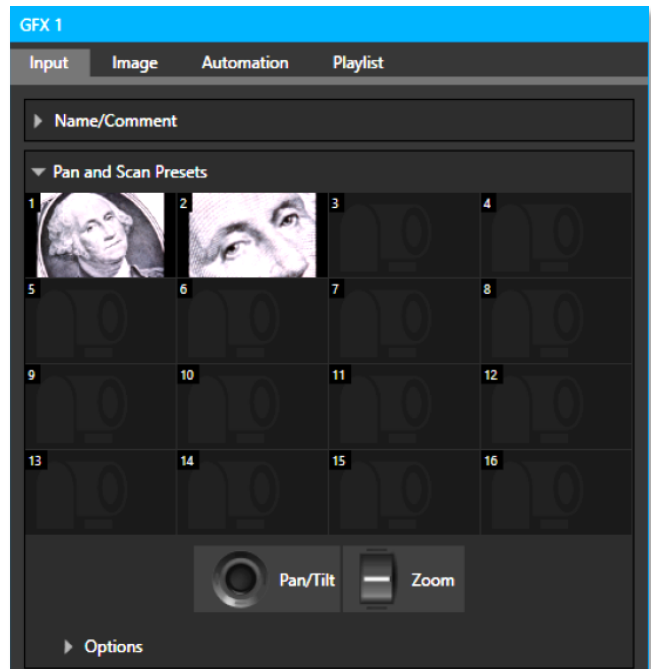 GFX 1
Input Image Automation Playlist
Name/Comment
Pan and Scan Presets
1 2 3 4
5 6 7 8
9 10 11 12
13 14 15 16
Pan/Tilt Zoom
Options